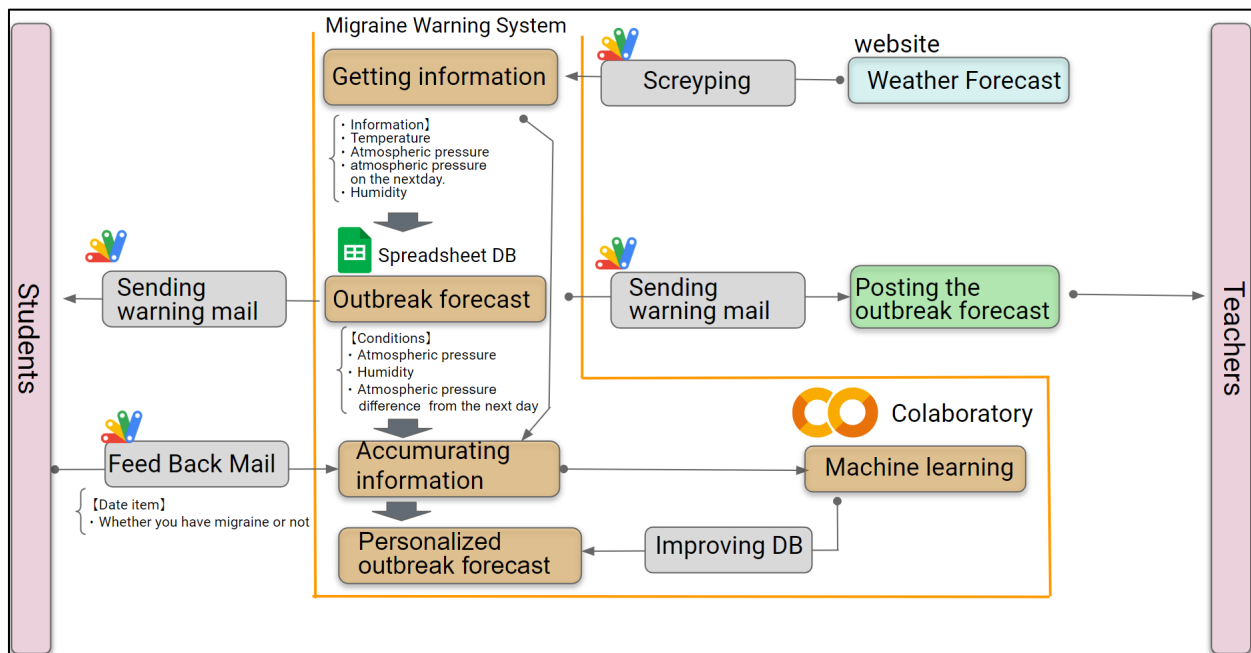 Migraine Warning System
website
Getting information
Screyping
Weather Forecast
・ Information】
・ Temperature
・ Atmospheric pressure
・ atmospheric pressure
on the nextday.
・ Humidity
Spreadsheet DB
Students
Sending
warning mail
Outbreak forecast
Sending
warning mail
Posting the
outbreak forecast
Teachers
【Conditions】
・ Atmospheric pressure
・ Humidity
・ Atmospheric pressure
difference from the next day
Colaboratory
Feed Back Mail
Accumurating
information
Machine learning
【Date item】
・ Whether you have migraine or not
Personalized
outbreak forecast
Improving DB